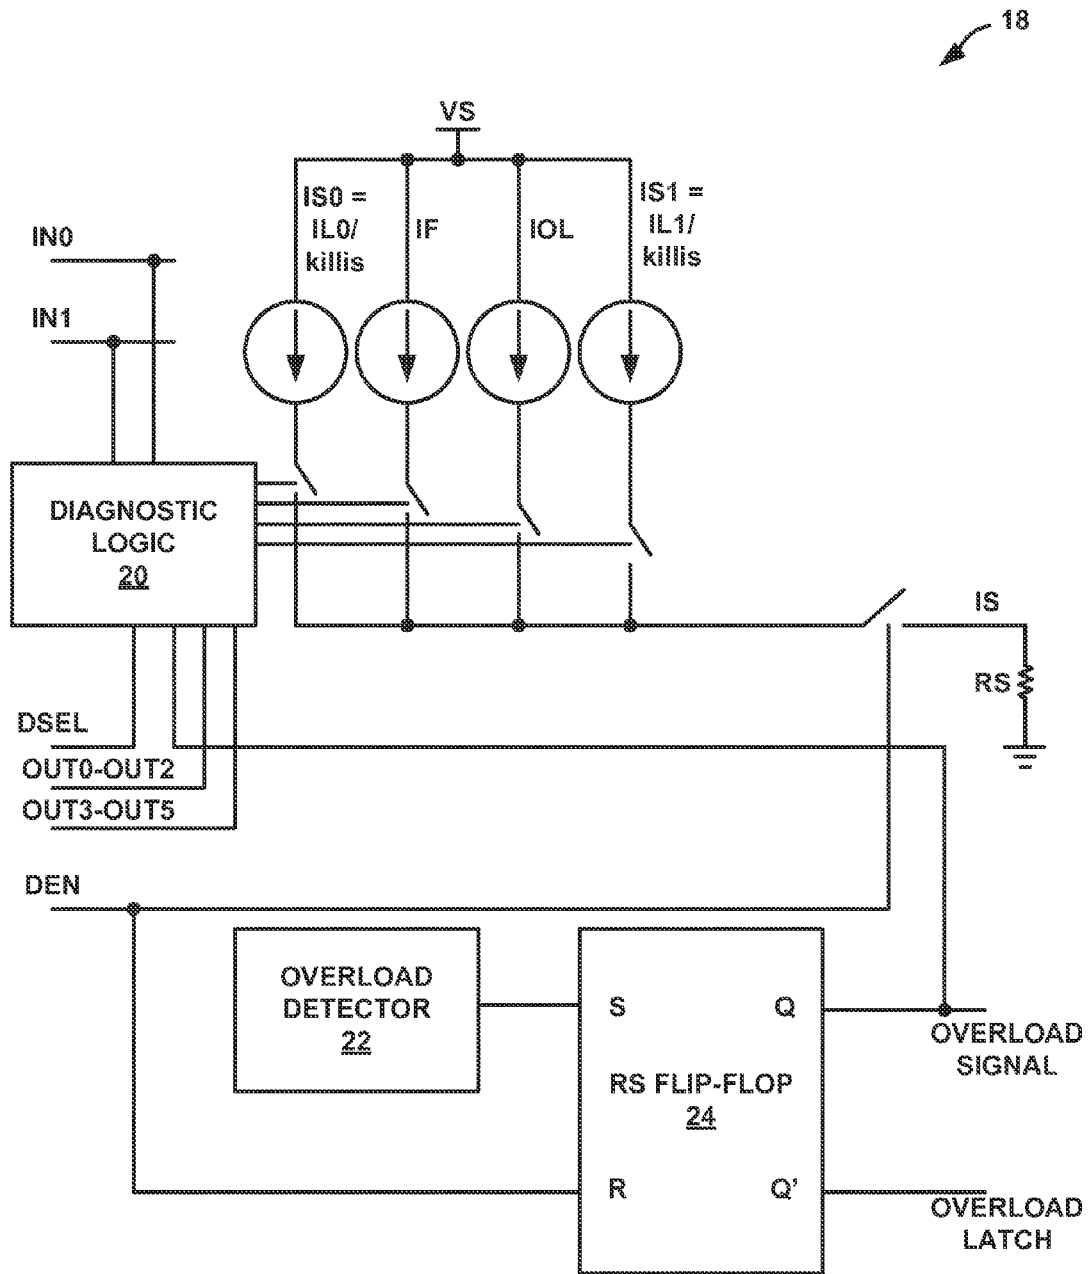 18
VS
IS0 =
IL0/
killis
IF
IOL
IS1 =
IL1/
killis
IN0
IN1
DIAGNOSTIC
LOGIC
20
IS
RS
DSEL
OUT0-OUT2
OUT3-OUT5
DEN
OVERLOAD
DETECTOR
22
S
Q
RS FLIP-FLOP
24
R
Q'
OVERLOAD
SIGNAL
OVERLOAD
LATCH